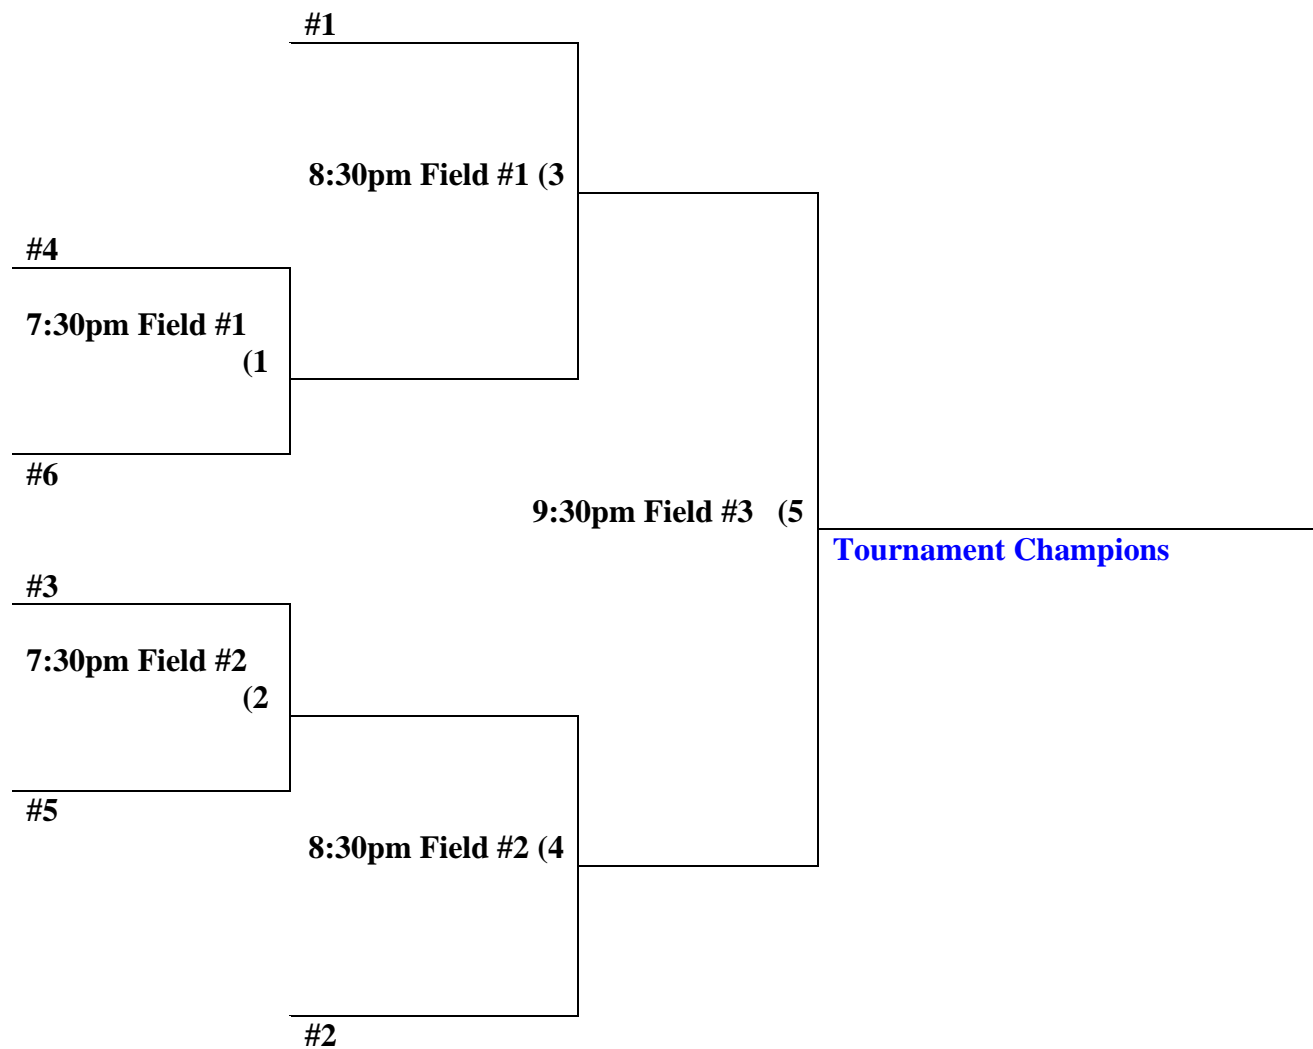 #1
8:30pm Field #1 (3
#4
7:30pm Field #1
(1
#6
9:30pm Field #3 (5
Tournament Champions
#3
7:30pm Field #2
(2
#5
8:30pm Field #2 (4
#2